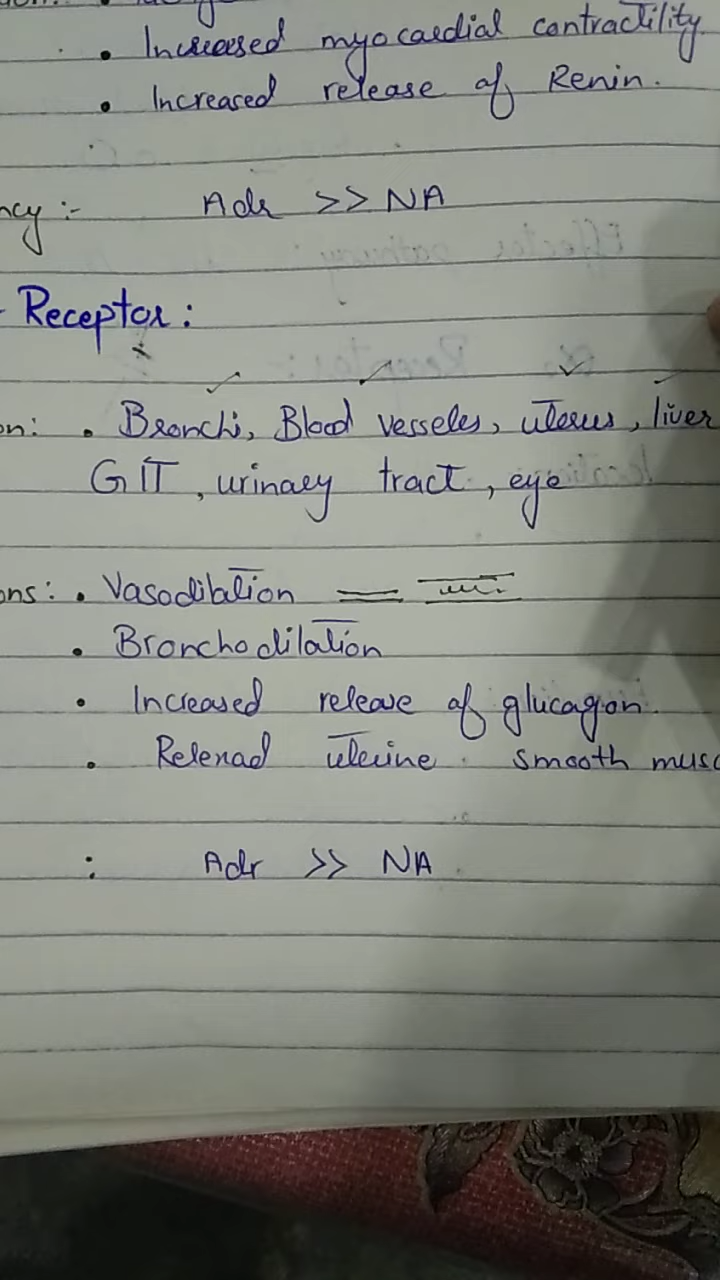 • Increased myocardial contractility
• Increased release of Renin.
ncy :- Adr >> NA
Receptor :
on: • Bronchi, Blood vesseles, uterus, liver
GIT, urinary tract, eye
ons: • Vasodilation =
• Bronchodilation
• Increased release of glucagon.
• Relexad uterine smooth musc
: Adr >> NA